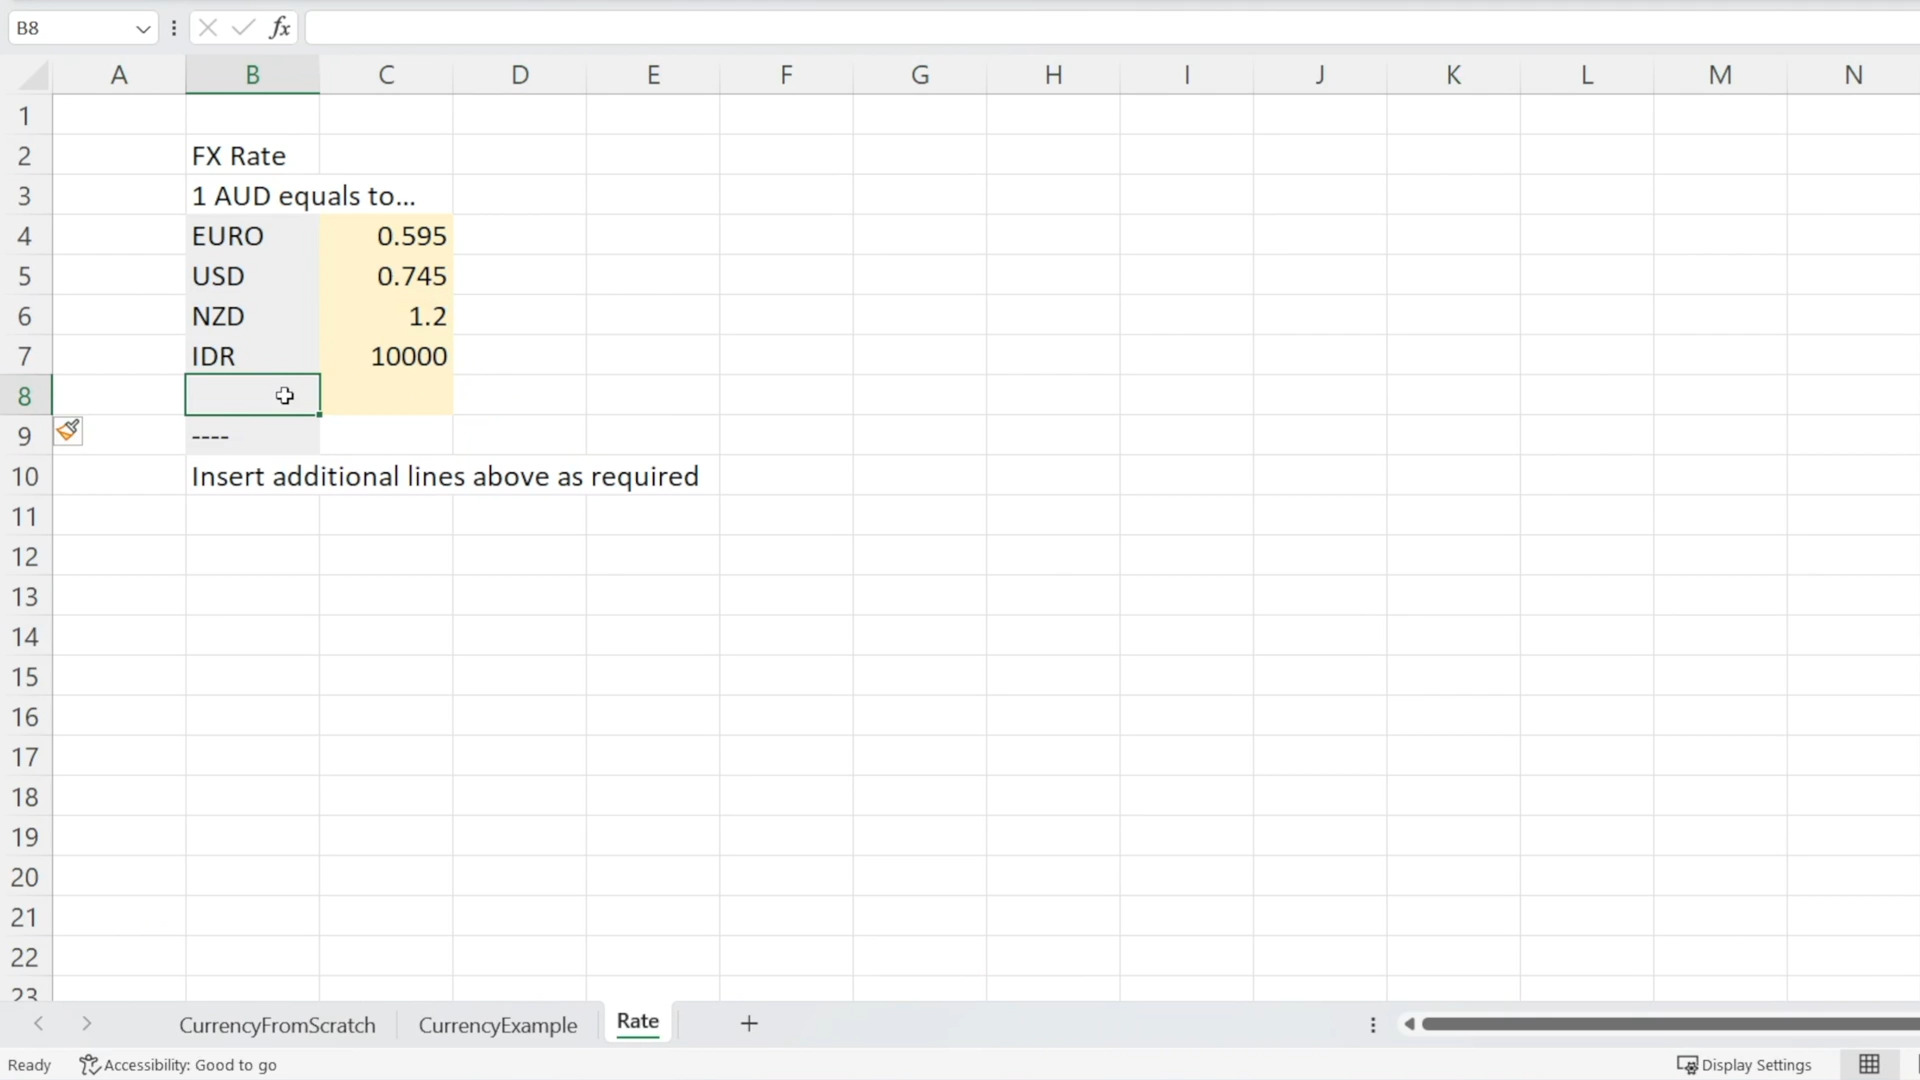 B8
fx
A B C D E F G H I J K L M N
1
2 FX Rate
3 1 AUD equals to...
4 EURO 0.595
5 USD 0.745
6 NZD 1.2
7 IDR 10000
8
9 ----
10 Insert additional lines above as required
11
12
13
14
15
16
17
18
19
20
21
22
23
CurrencyFromScratch CurrencyExample Rate +
Ready Accessibility: Good to go Display Settings